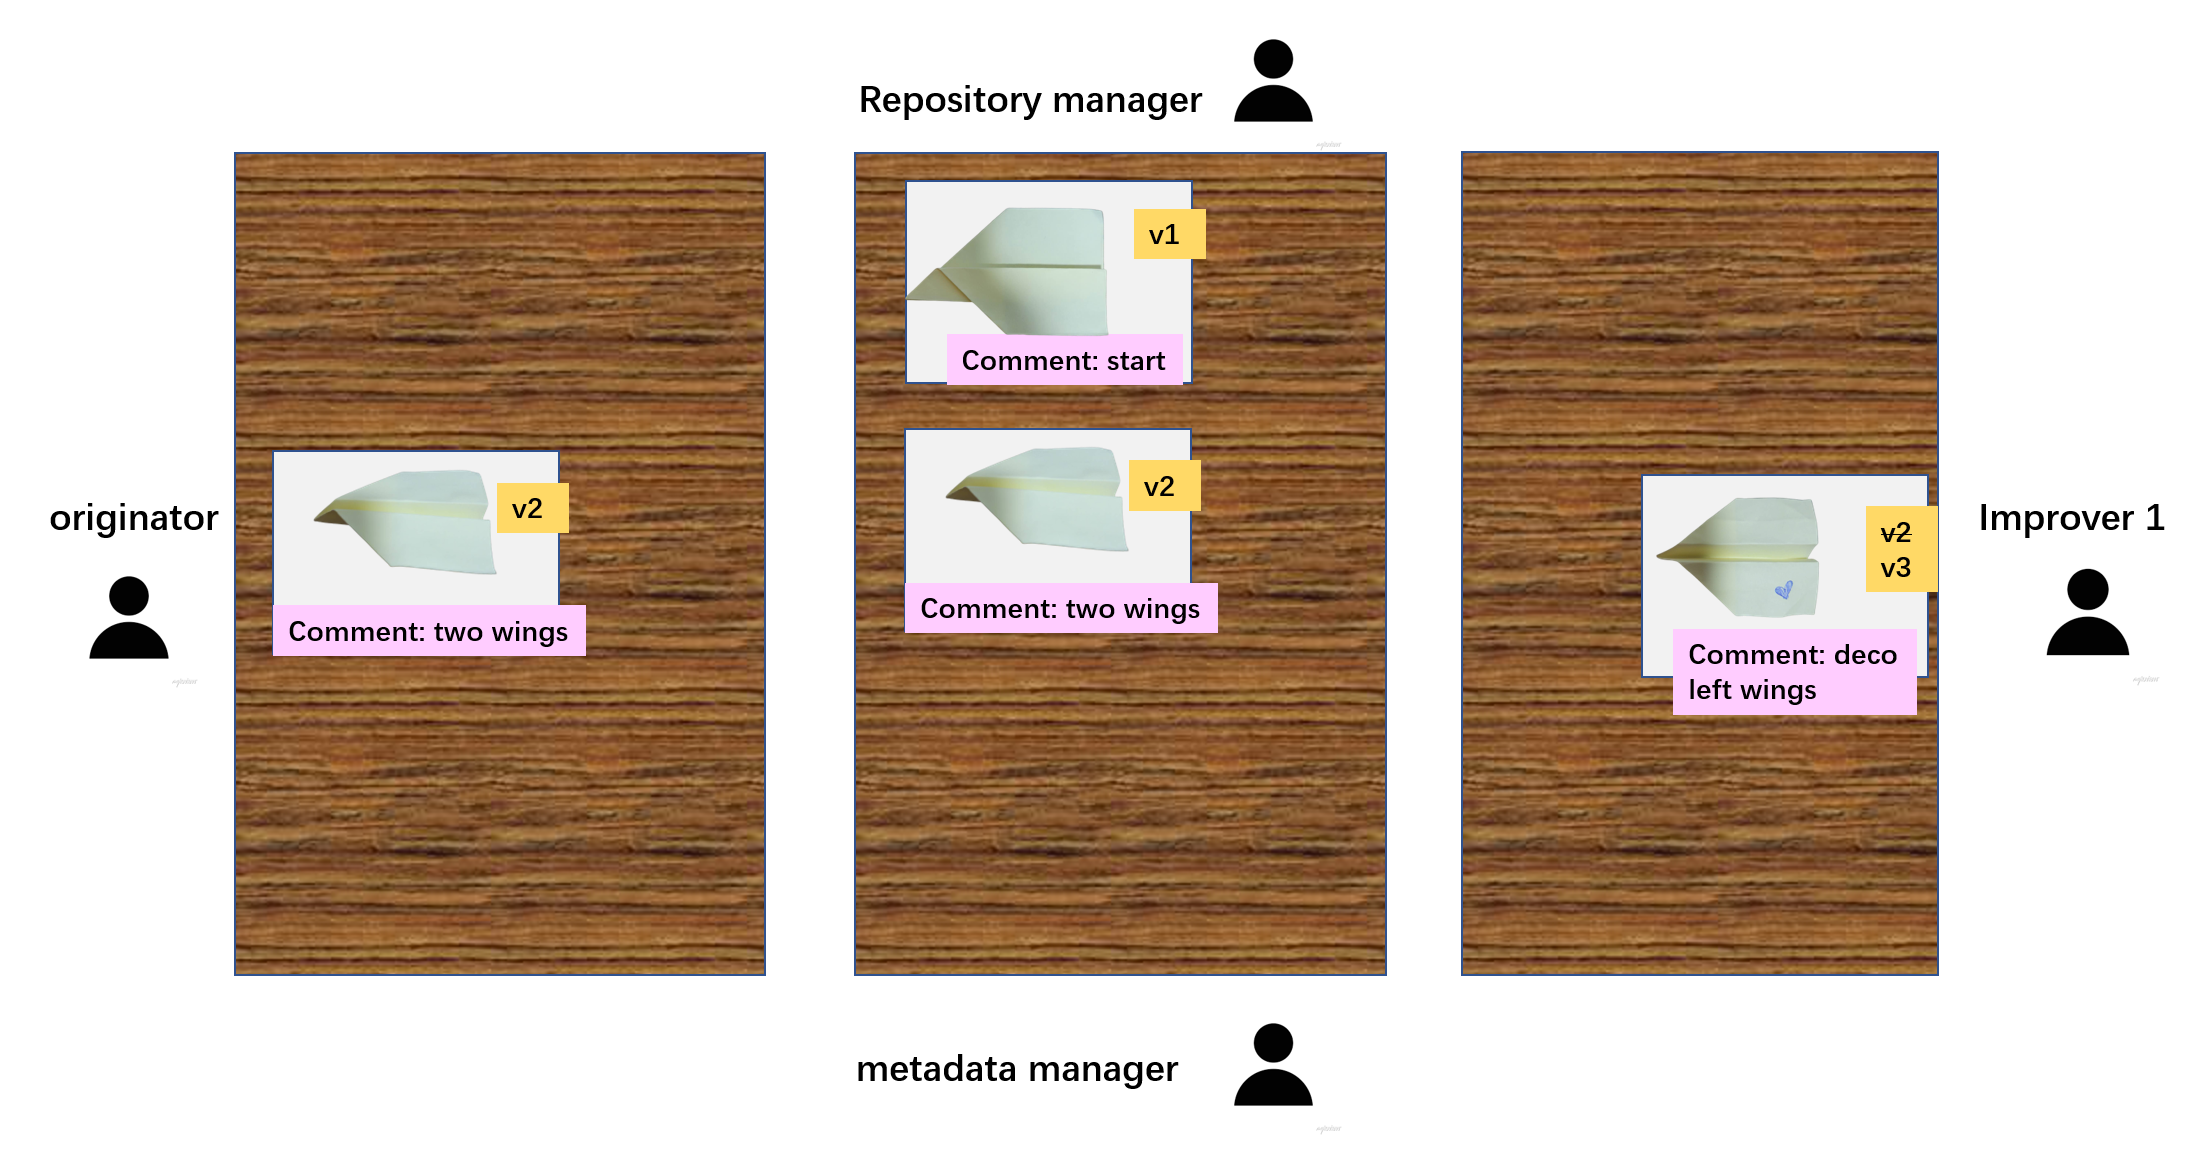 Repository manager
v1
Comment: start
originator
v2
Comment: two wings
v2
Comment: two wings
v2
v3
Comment: deco
left wings
Improver 1
metadata manager